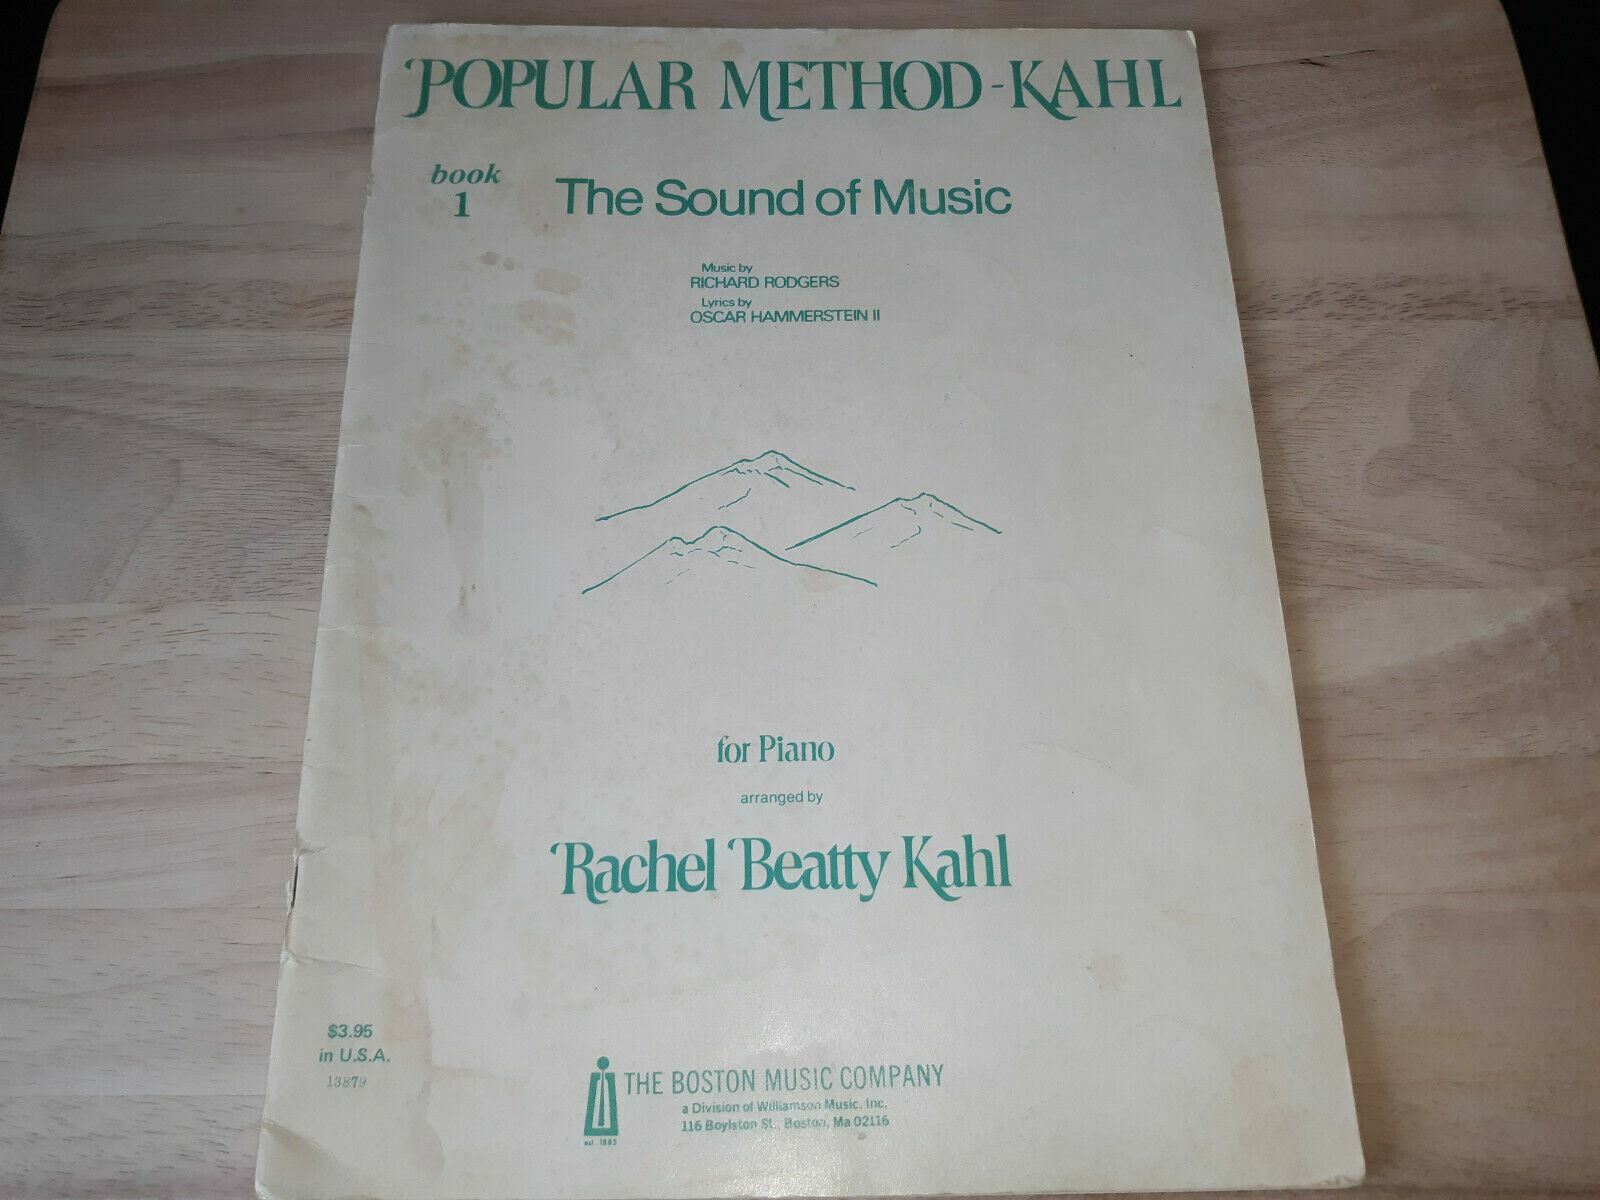 POPULAR METHOD-KAHL
book
1
The Sound of Music
Music by
RICHARD RODGERS
Lyrics by
OSCAR HAMMERSTEIN II
for Piano
arranged by
Rachel Beatty Kahl
$3.95
in U.S.A.
13879
THE BOSTON MUSIC COMPANY
a Division of Williamson Music, Inc.
116 Boylston St., Boston, Ma 02116
est 1885